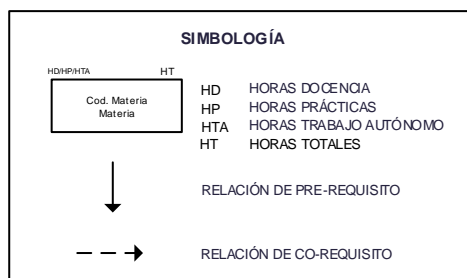 SIMBOLOGÍA
HD/HP/HTA HT
Cod. Materia
Materia
HD HORAS DOCENCIA
HP HORAS PRÁCTICAS
HTA HORAS TRABAJO AUTÓNOMO
HT HORAS TOTALES
RELACIÓN DE PRE-REQUISITO
RELACIÓN DE CO-REQUISITO